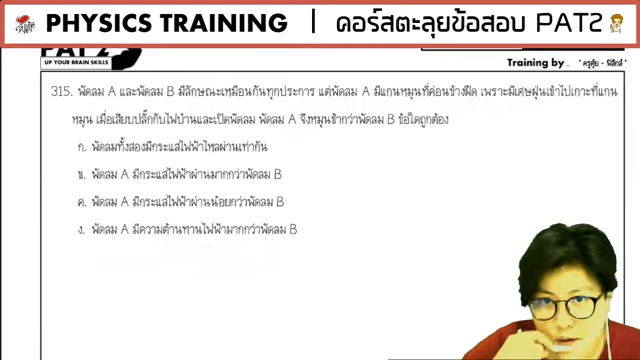 PHYSICS TRAINING | คอร์สตะลุยข้อสอบ PAT2
PAT 2
UP YOUR BRAIN SKILLS
Training by .. " ครูตุ้ย - ฟิสิกส์ "
315. พัดลม A และพัดลม B มีลักษณะเหมือนกันทุกประการ แต่พัดลม A มีแกนหมุนที่ค่อนข้างฝืด เพราะมีเศษฝุ่นเข้าไปเกาะที่แกน
หมุน เมื่อเสียบปลั๊กกับไฟบ้านและเปิดพัดลม พัดลม A จึงหมุนช้ากว่าพัดลม B ข้อใดถูกต้อง
ก. พัดลมทั้งสองมีกระแสไฟฟ้าไหลผ่านเท่ากัน
ข. พัดลม A มีกระแสไฟฟ้าผ่านมากกว่าพัดลม B
ค. พัดลม A มีกระแสไฟฟ้าผ่านน้อยกว่าพัดลม B
ง. พัดลม A มีความต้านทานไฟฟ้ามากกว่าพัดลม B